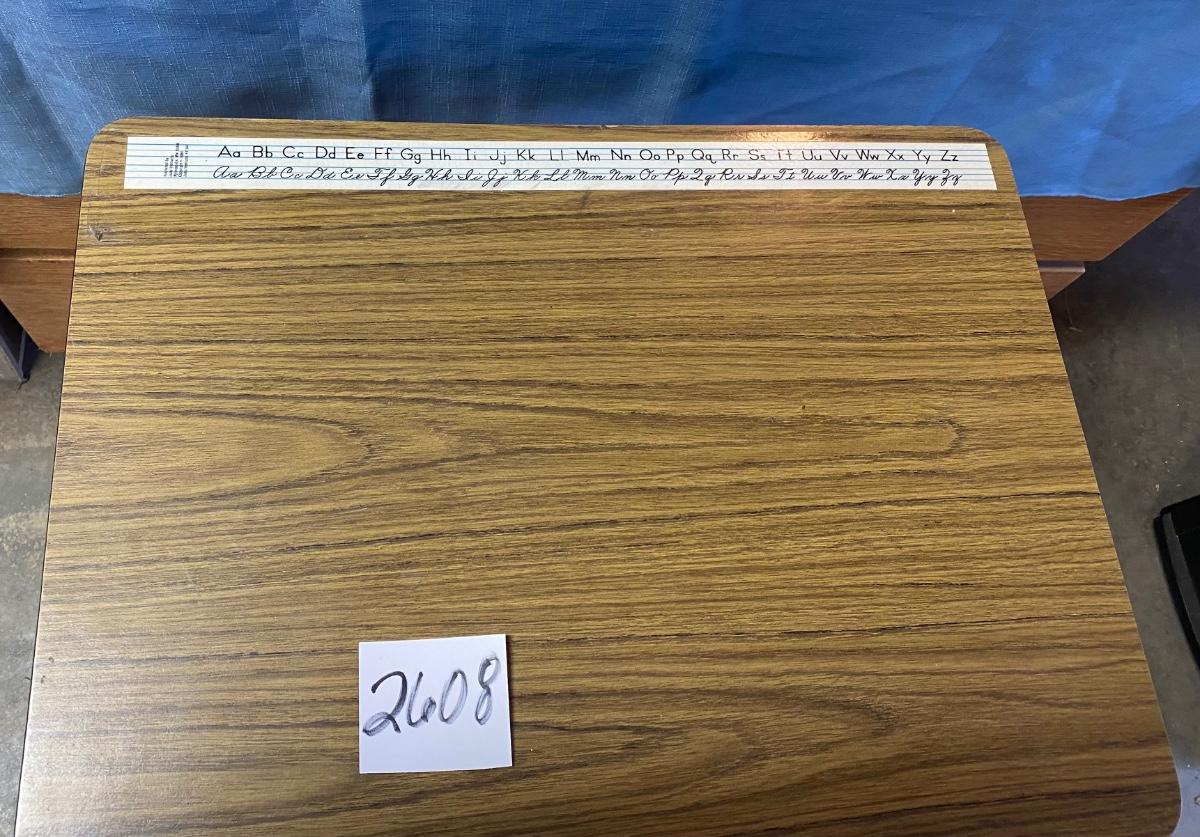 Aa Bb Cc Dd Ee Ff Gg Hh Ii Jj Kk Ll Mm Nn Oo Pp Qq Rr Ss Tt Uu Vv Ww Xx Yy Zz
Aa Bb Cc Dd Ee Ff Gg Hh Ii Jj Kk Ll Mm Nn Oo Pp Qq Rr Ss Tt Uu Vv Ww Xx Yy Zz
2608